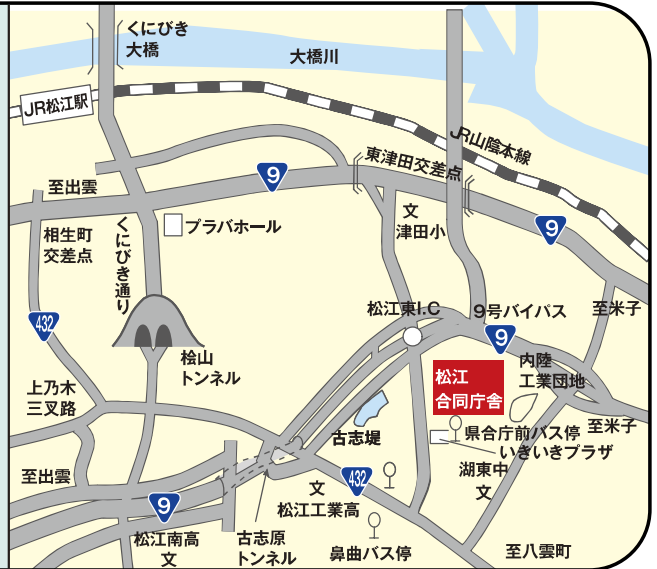 くにびき
大橋
大橋川
JR松江駅
JR山陰本線
東津田交差点
9
至出雲
文
津田小
プラバホール
相生町
交差点
くにびき通り
9
松江東I.C
9号バイパス
至米子
432
9
桧山
トンネル
内陸
工業団地
松江
合同庁舎
上乃木
三叉路
至米子
古志堤
県合庁前バス停
いきいきプラザ
湖東中
文
至出雲
432
文
松江工業高
9
松江南高
文
古志原
トンネル
鼻曲バス停
至八雲町